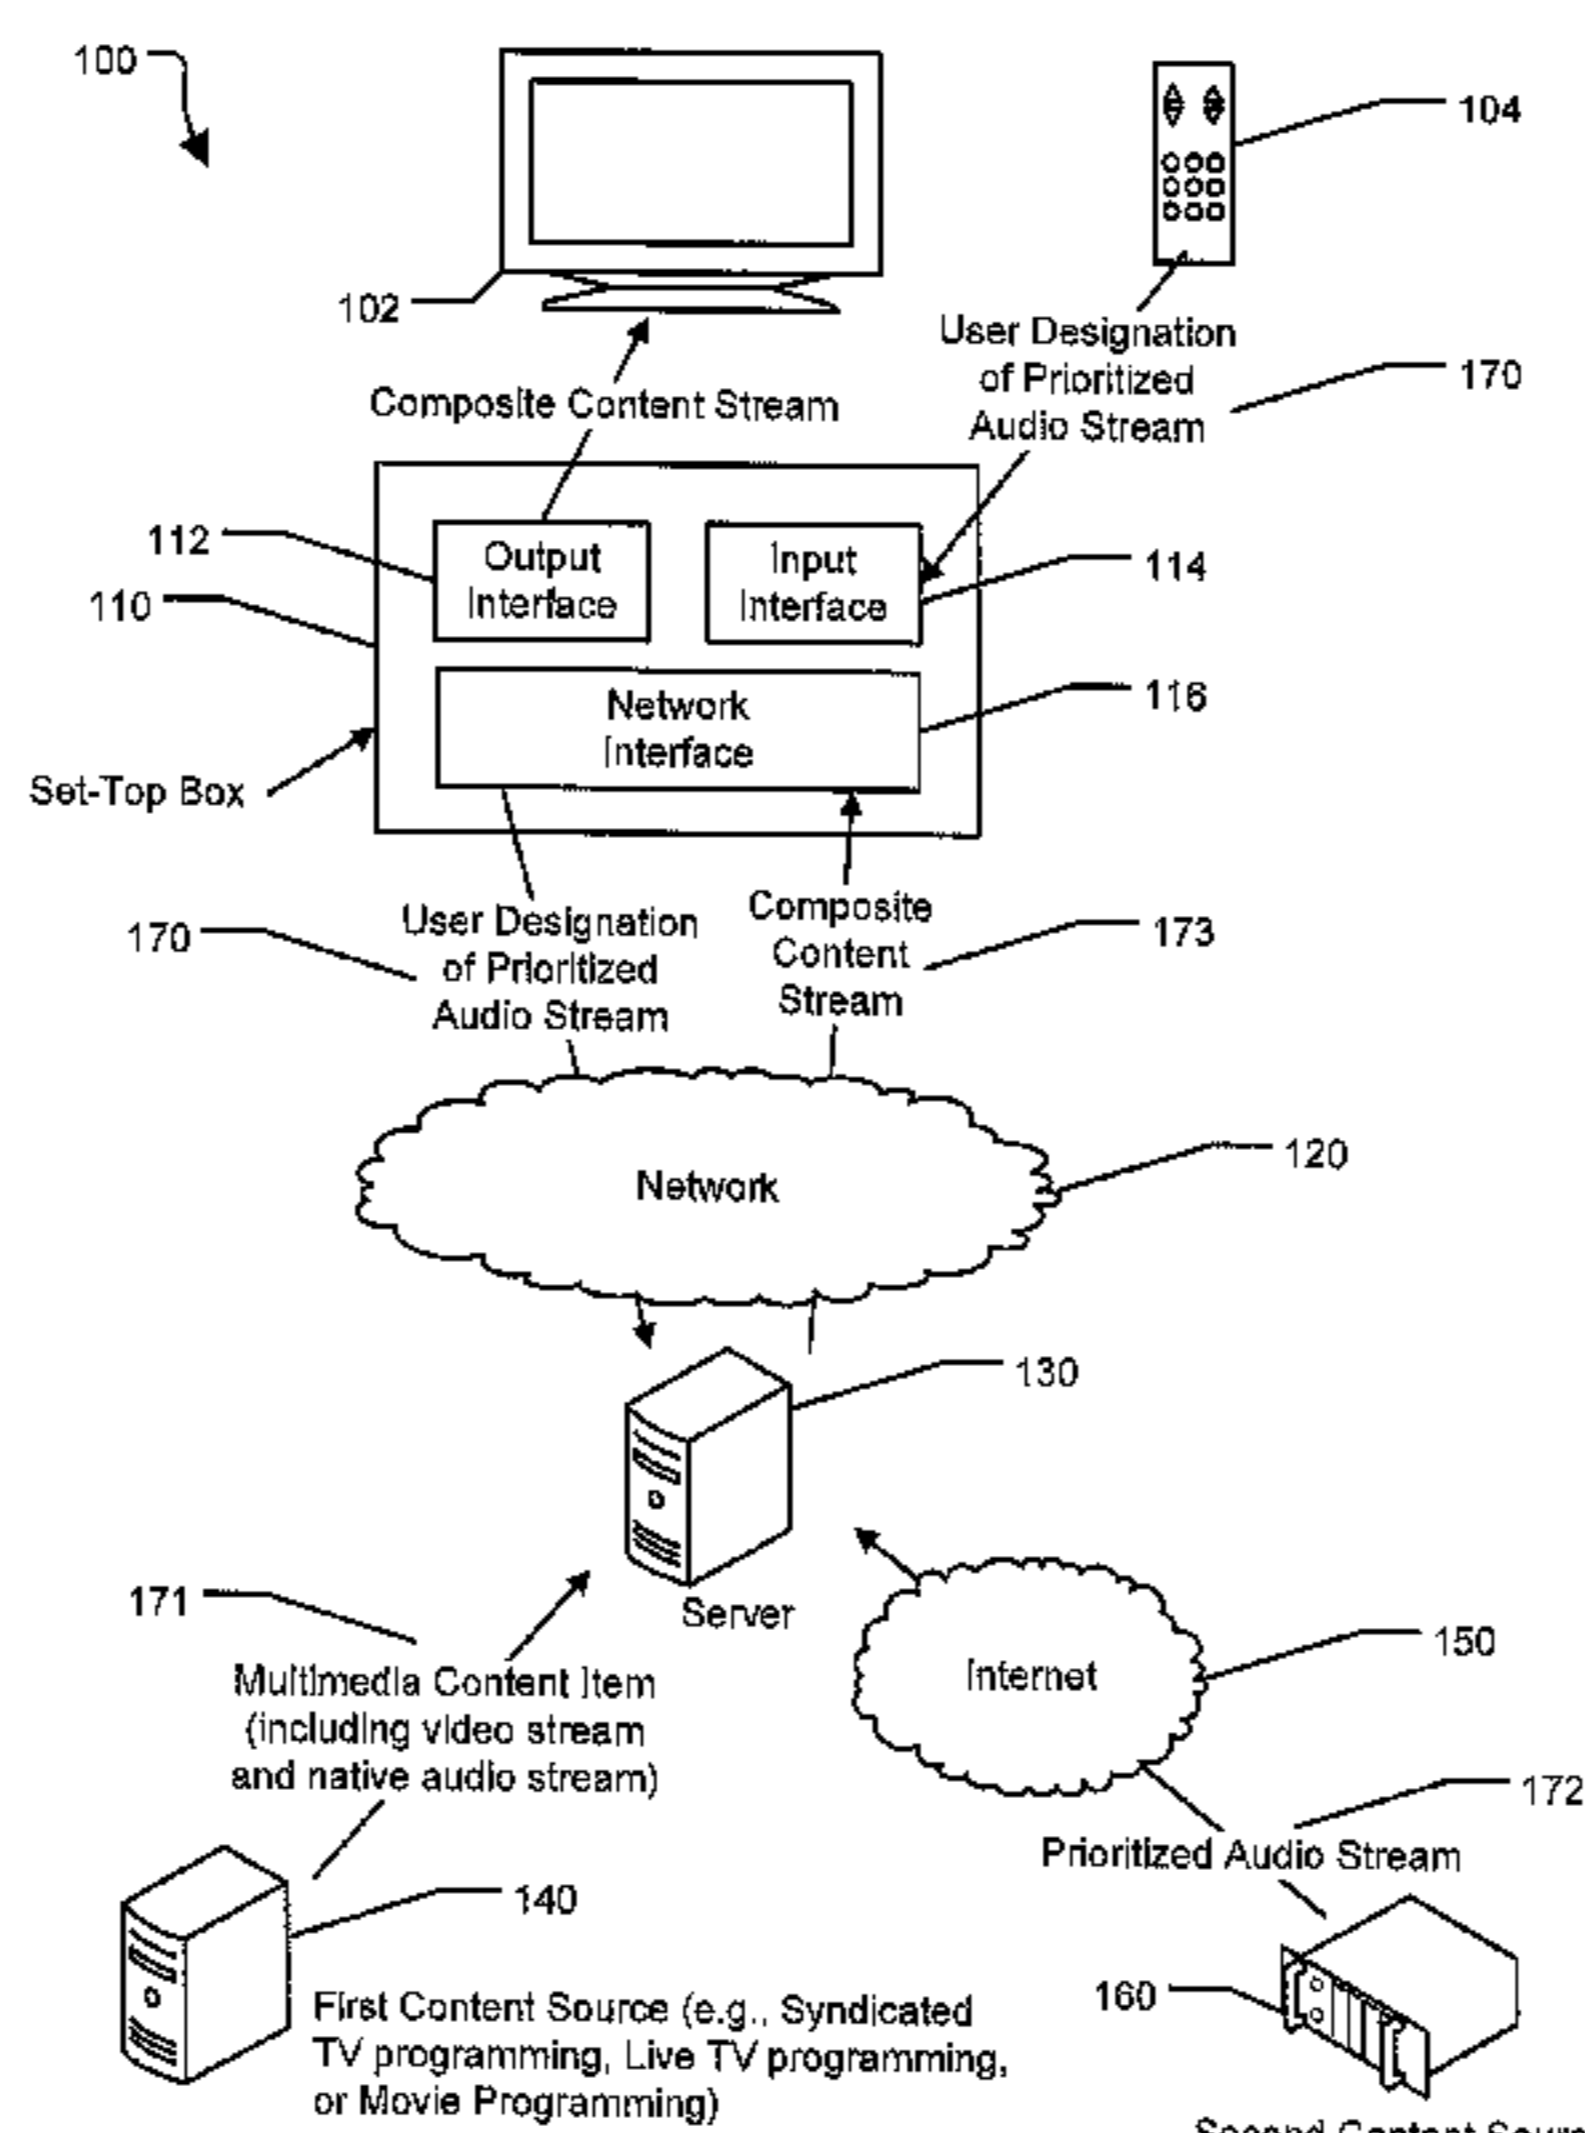 100
104
102
User Designation
of Prioritized
Audio Stream
170
Composite Content Stream
112
Output
Interface
Input
Interface
114
110
Network
Interface
116
Set-Top Box
170
User Designation
of Prioritized
Audio Stream
Composite
Content
Stream
173
Network
120
130
Server
171
Multimedia Content Item
(including video stream
and native audio stream)
Internet
150
172
Prioritized Audio Stream
140
160
First Content Source (e.g., Syndicated
TV programming, Live TV programming,
or Movie Programming)
Second Content